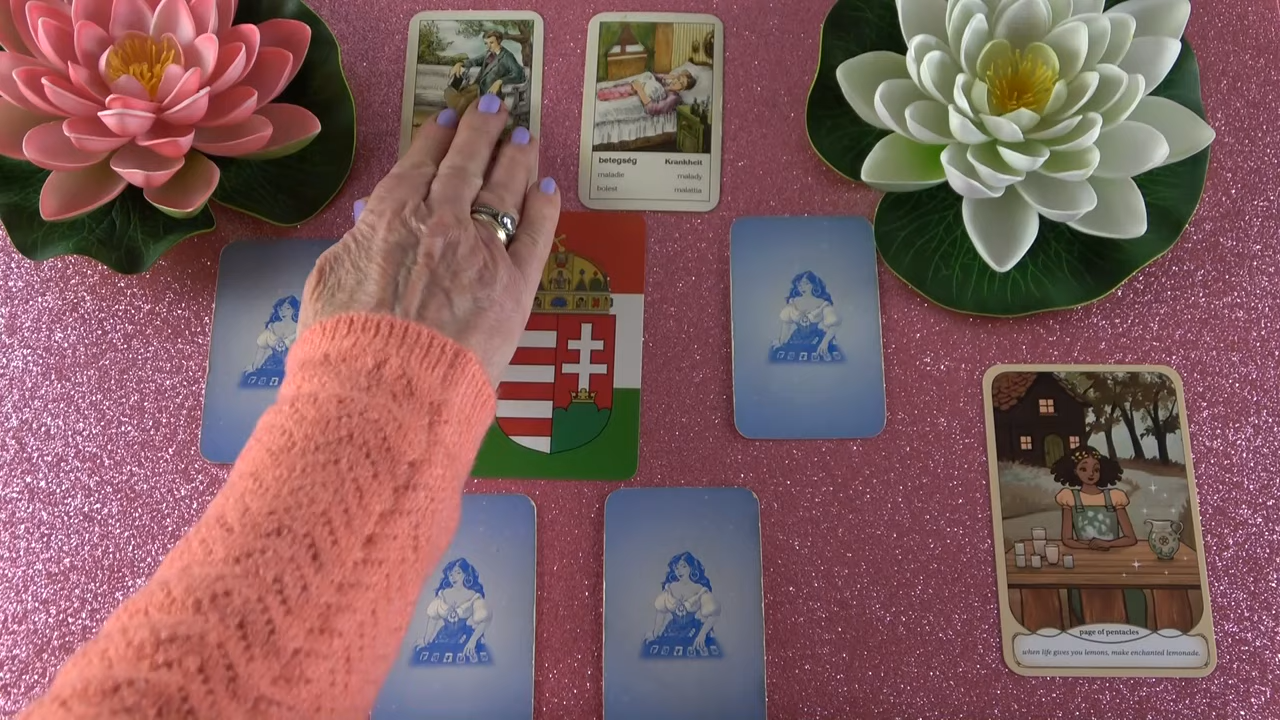 betegség Krankheit
maladie malady
bolest malattia
page of pentacles
when life gives you lemons, make enchanted lemonade.